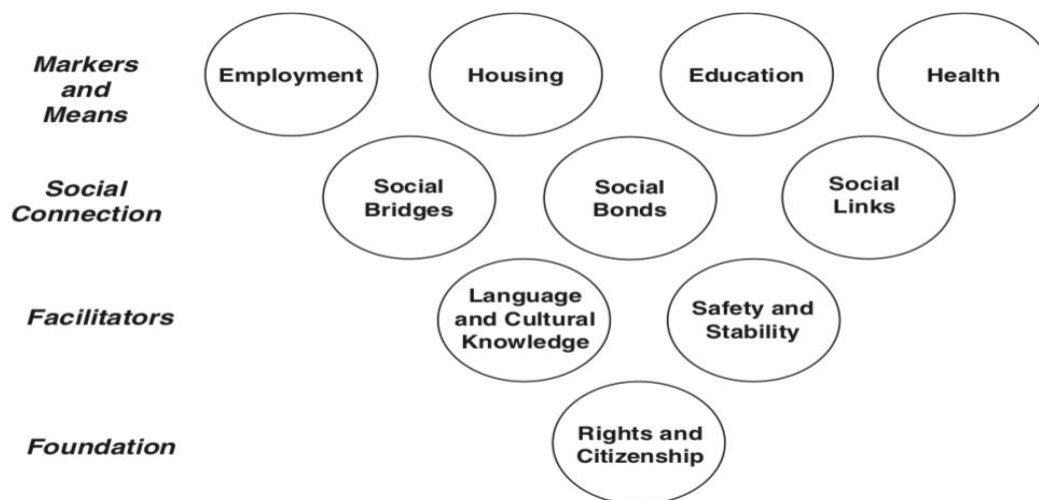 Markers
and
Means
Employment
Housing
Education
Health
Social
Connection
Social
Bridges
Social
Bonds
Social
Links
Facilitators
Language
and Cultural
Knowledge
Safety and
Stability
Foundation
Rights and
Citizenship